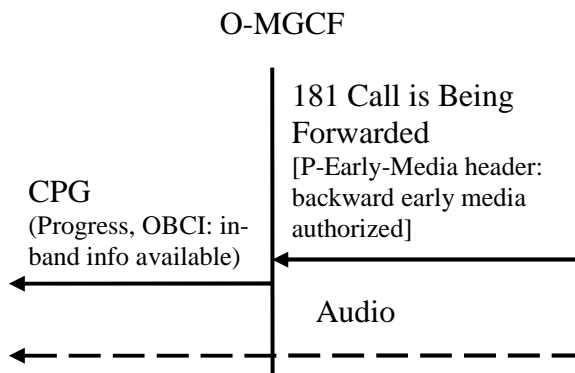 O-MGCF
181 Call is Being
Forwarded
[P-Early-Media header:
backward early media
authorized]
CPG
(Progress, OBCI: in-
band info available)
Audio